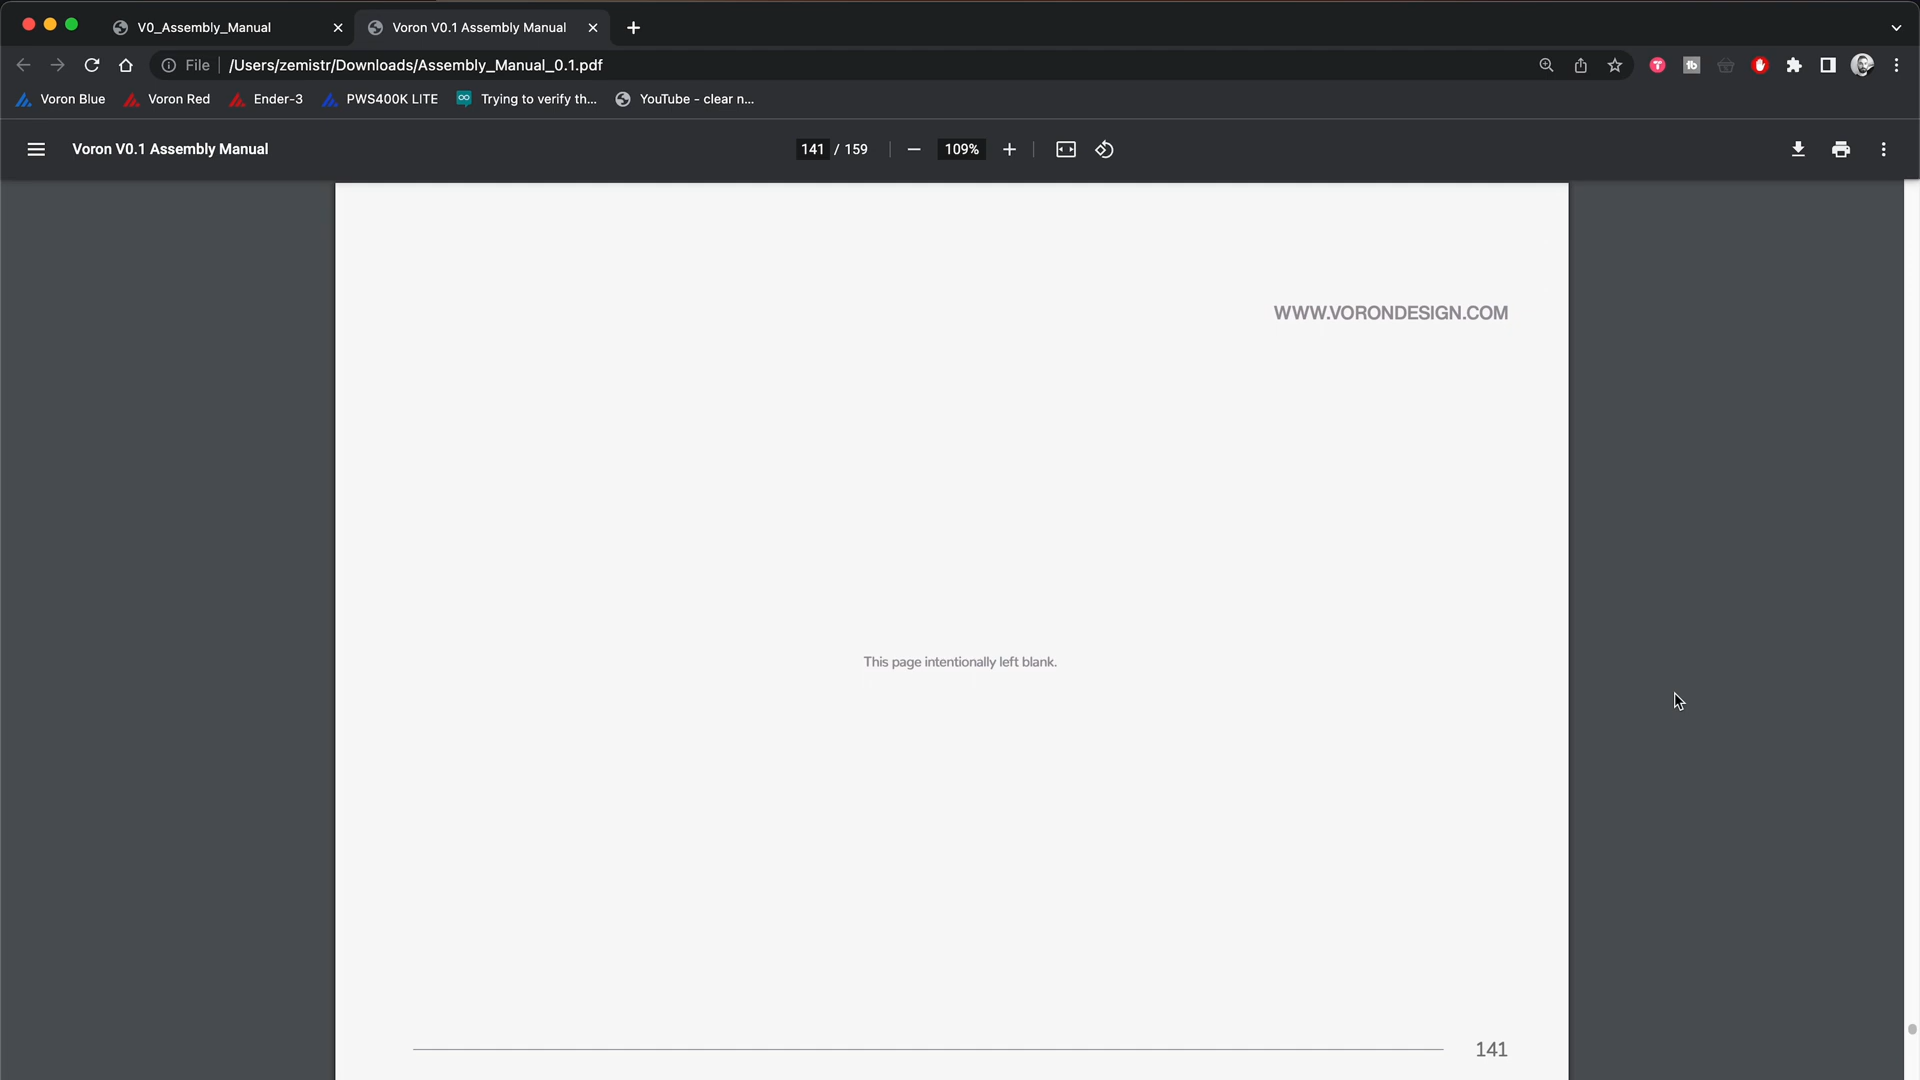 V0_Assembly_Manual
Voron V0.1 Assembly Manual
File
/Users/zemistr/Downloads/Assembly_Manual_0.1.pdf
Voron Blue
Voron Red
Ender-3
PWS400K LITE
Trying to verify th...
YouTube - clear n...
Voron V0.1 Assembly Manual
141 / 159
109%
WWW.VORONDESIGN.COM
This page intentionally left blank.
141